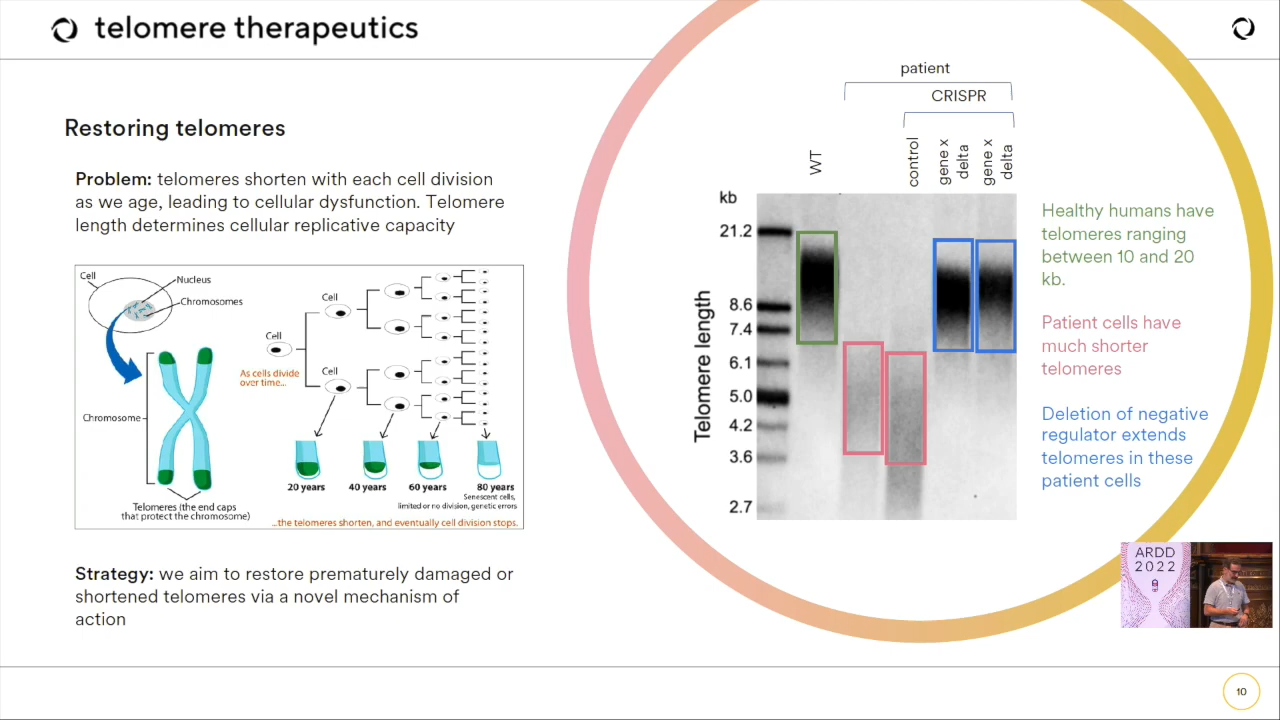 telomere therapeutics
Restoring telomeres
Problem: telomeres shorten with each cell division
as we age, leading to cellular dysfunction. Telomere
length determines cellular replicative capacity
Cell
Nucleus
Chromosomes
Chromosome
Telomeres (the end caps
that protect the chromosome)
Cell
As cells divide
over time...
Cell
Cell
20 years
40 years
60 years
80 years
Senescent cells,
limited or no division, genetic errors
...the telomeres shorten, and eventually cell division stops.
Strategy: we aim to restore prematurely damaged or
shortened telomeres via a novel mechanism of
action
patient
CRISPR
WT
control
gene x
delta
gene x
delta
kb
21.2
8.6
7.4
6.1
5.0
4.2
3.6
2.7
Telomere length
Healthy humans have
telomeres ranging
between 10 and 20
kb.
Patient cells have
much shorter
telomeres
Deletion of negative
regulator extends
telomeres in these
patient cells
ARDD
2022
10